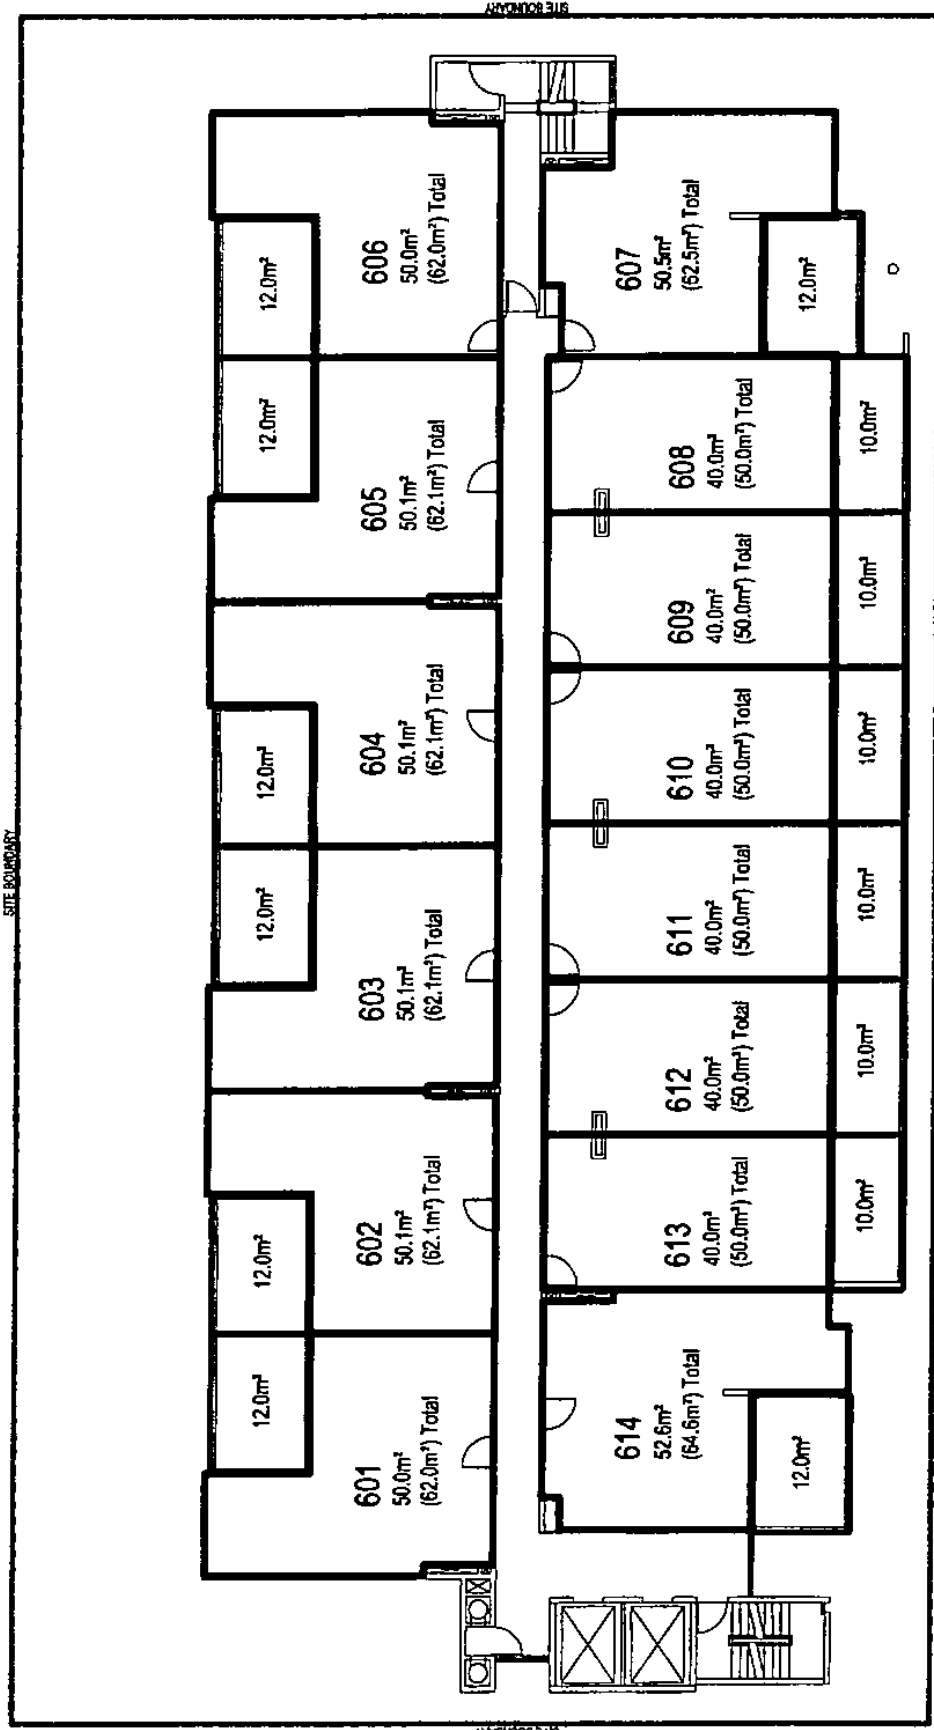 SITE BOUNDARY
SITE BOUNDARY
606
50.0m²
(62.0m²) Total
12.0m²
605
50.1m²
(62.1m²) Total
12.0m²
604
50.1m²
(62.1m²) Total
12.0m²
603
50.1m²
(62.1m²) Total
12.0m²
602
50.1m²
(62.1m²) Total
12.0m²
601
50.0m²
(62.0m²) Total
12.0m²
607
50.5m²
(62.5m²) Total
12.0m²
608
40.0m²
(50.0m²) Total
10.0m²
609
40.0m²
(50.0m²) Total
10.0m²
610
40.0m²
(50.0m²) Total
10.0m²
611
40.0m²
(50.0m²) Total
10.0m²
612
40.0m²
(50.0m²) Total
10.0m²
613
40.0m²
(50.0m²) Total
10.0m²
614
52.6m²
(64.6m²) Total
12.0m²